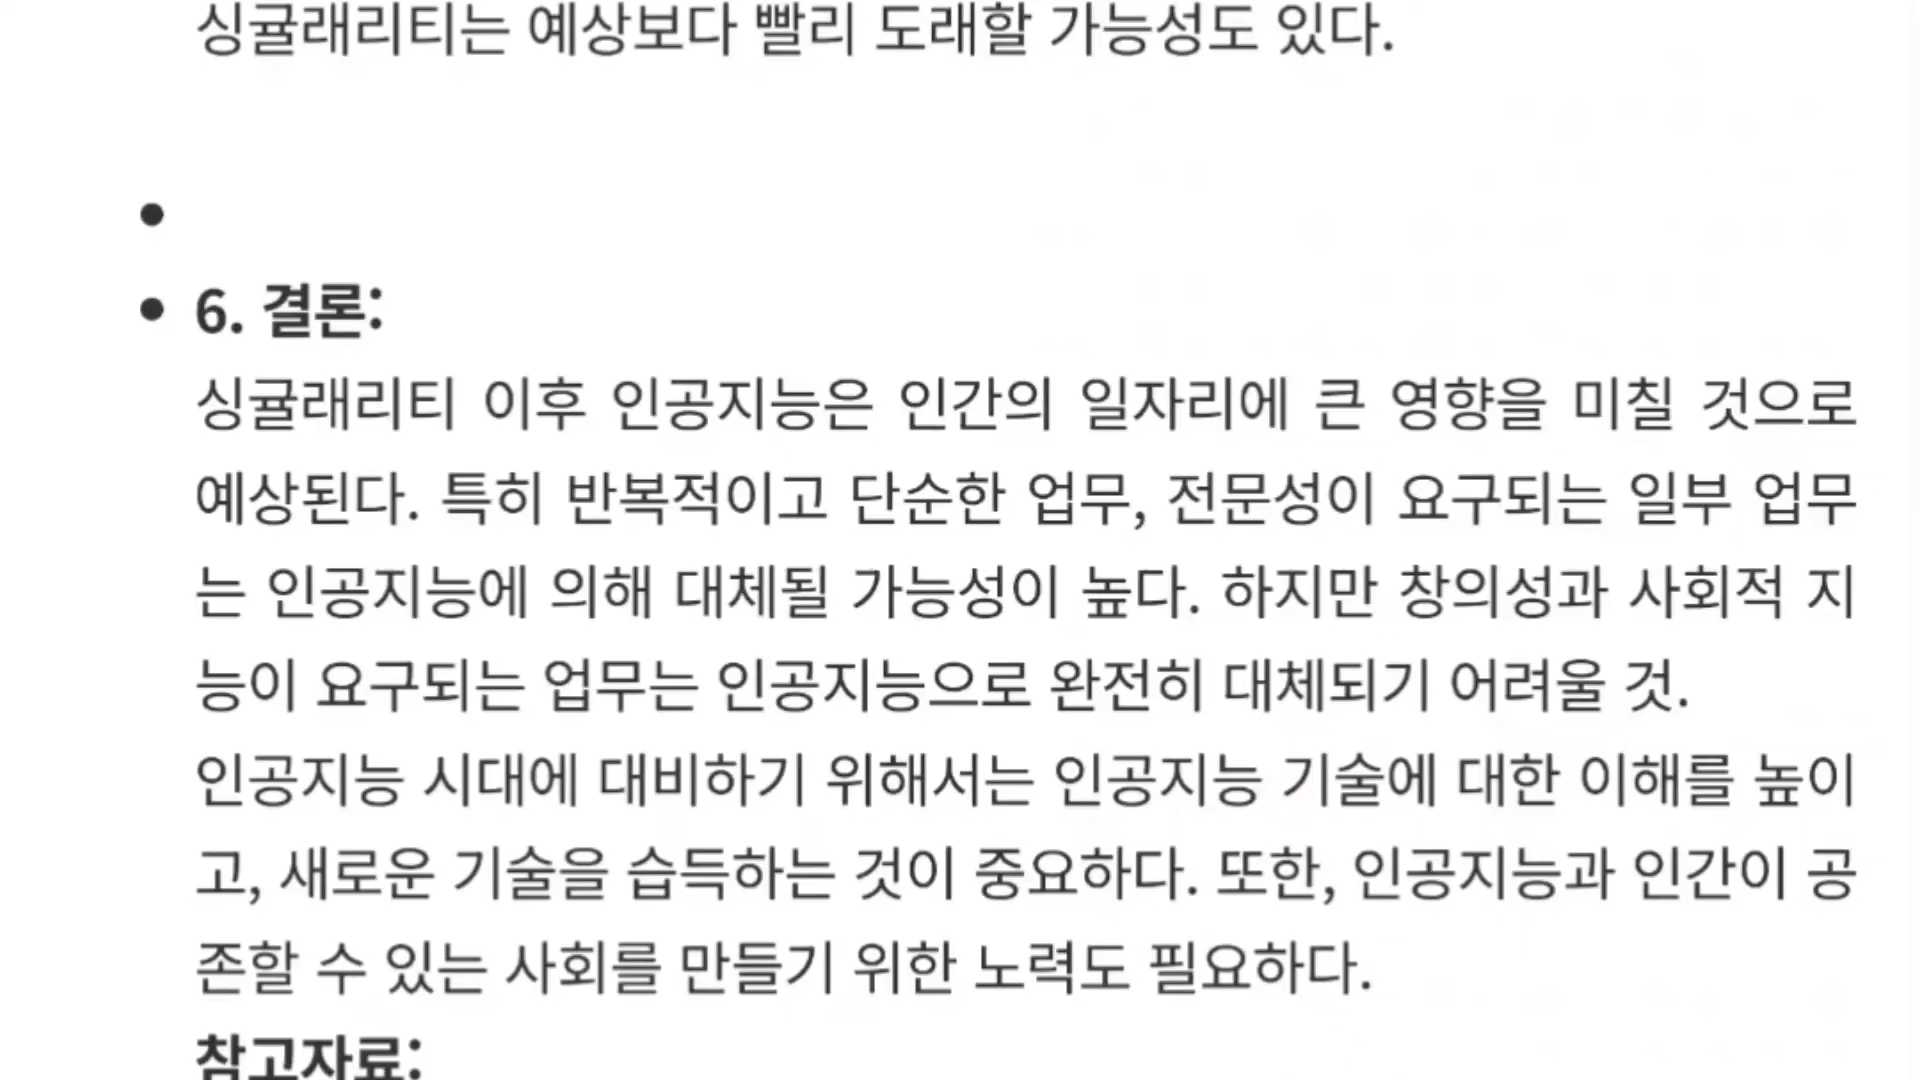 싱귤래리티는 예상보다 빨리 도래할 가능성도 있다.
•
• 6. 결론:
싱귤래리티 이후 인공지능은 인간의 일자리에 큰 영향을 미칠 것으로
예상된다. 특히 반복적이고 단순한 업무, 전문성이 요구되는 일부 업무
는 인공지능에 의해 대체될 가능성이 높다. 하지만 창의성과 사회적 지
능이 요구되는 업무는 인공지능으로 완전히 대체되기 어려울 것.
인공지능 시대에 대비하기 위해서는 인공지능 기술에 대한 이해를 높이
고, 새로운 기술을 습득하는 것이 중요하다. 또한, 인공지능과 인간이 공
존할 수 있는 사회를 만들기 위한 노력도 필요하다.
참고자료: